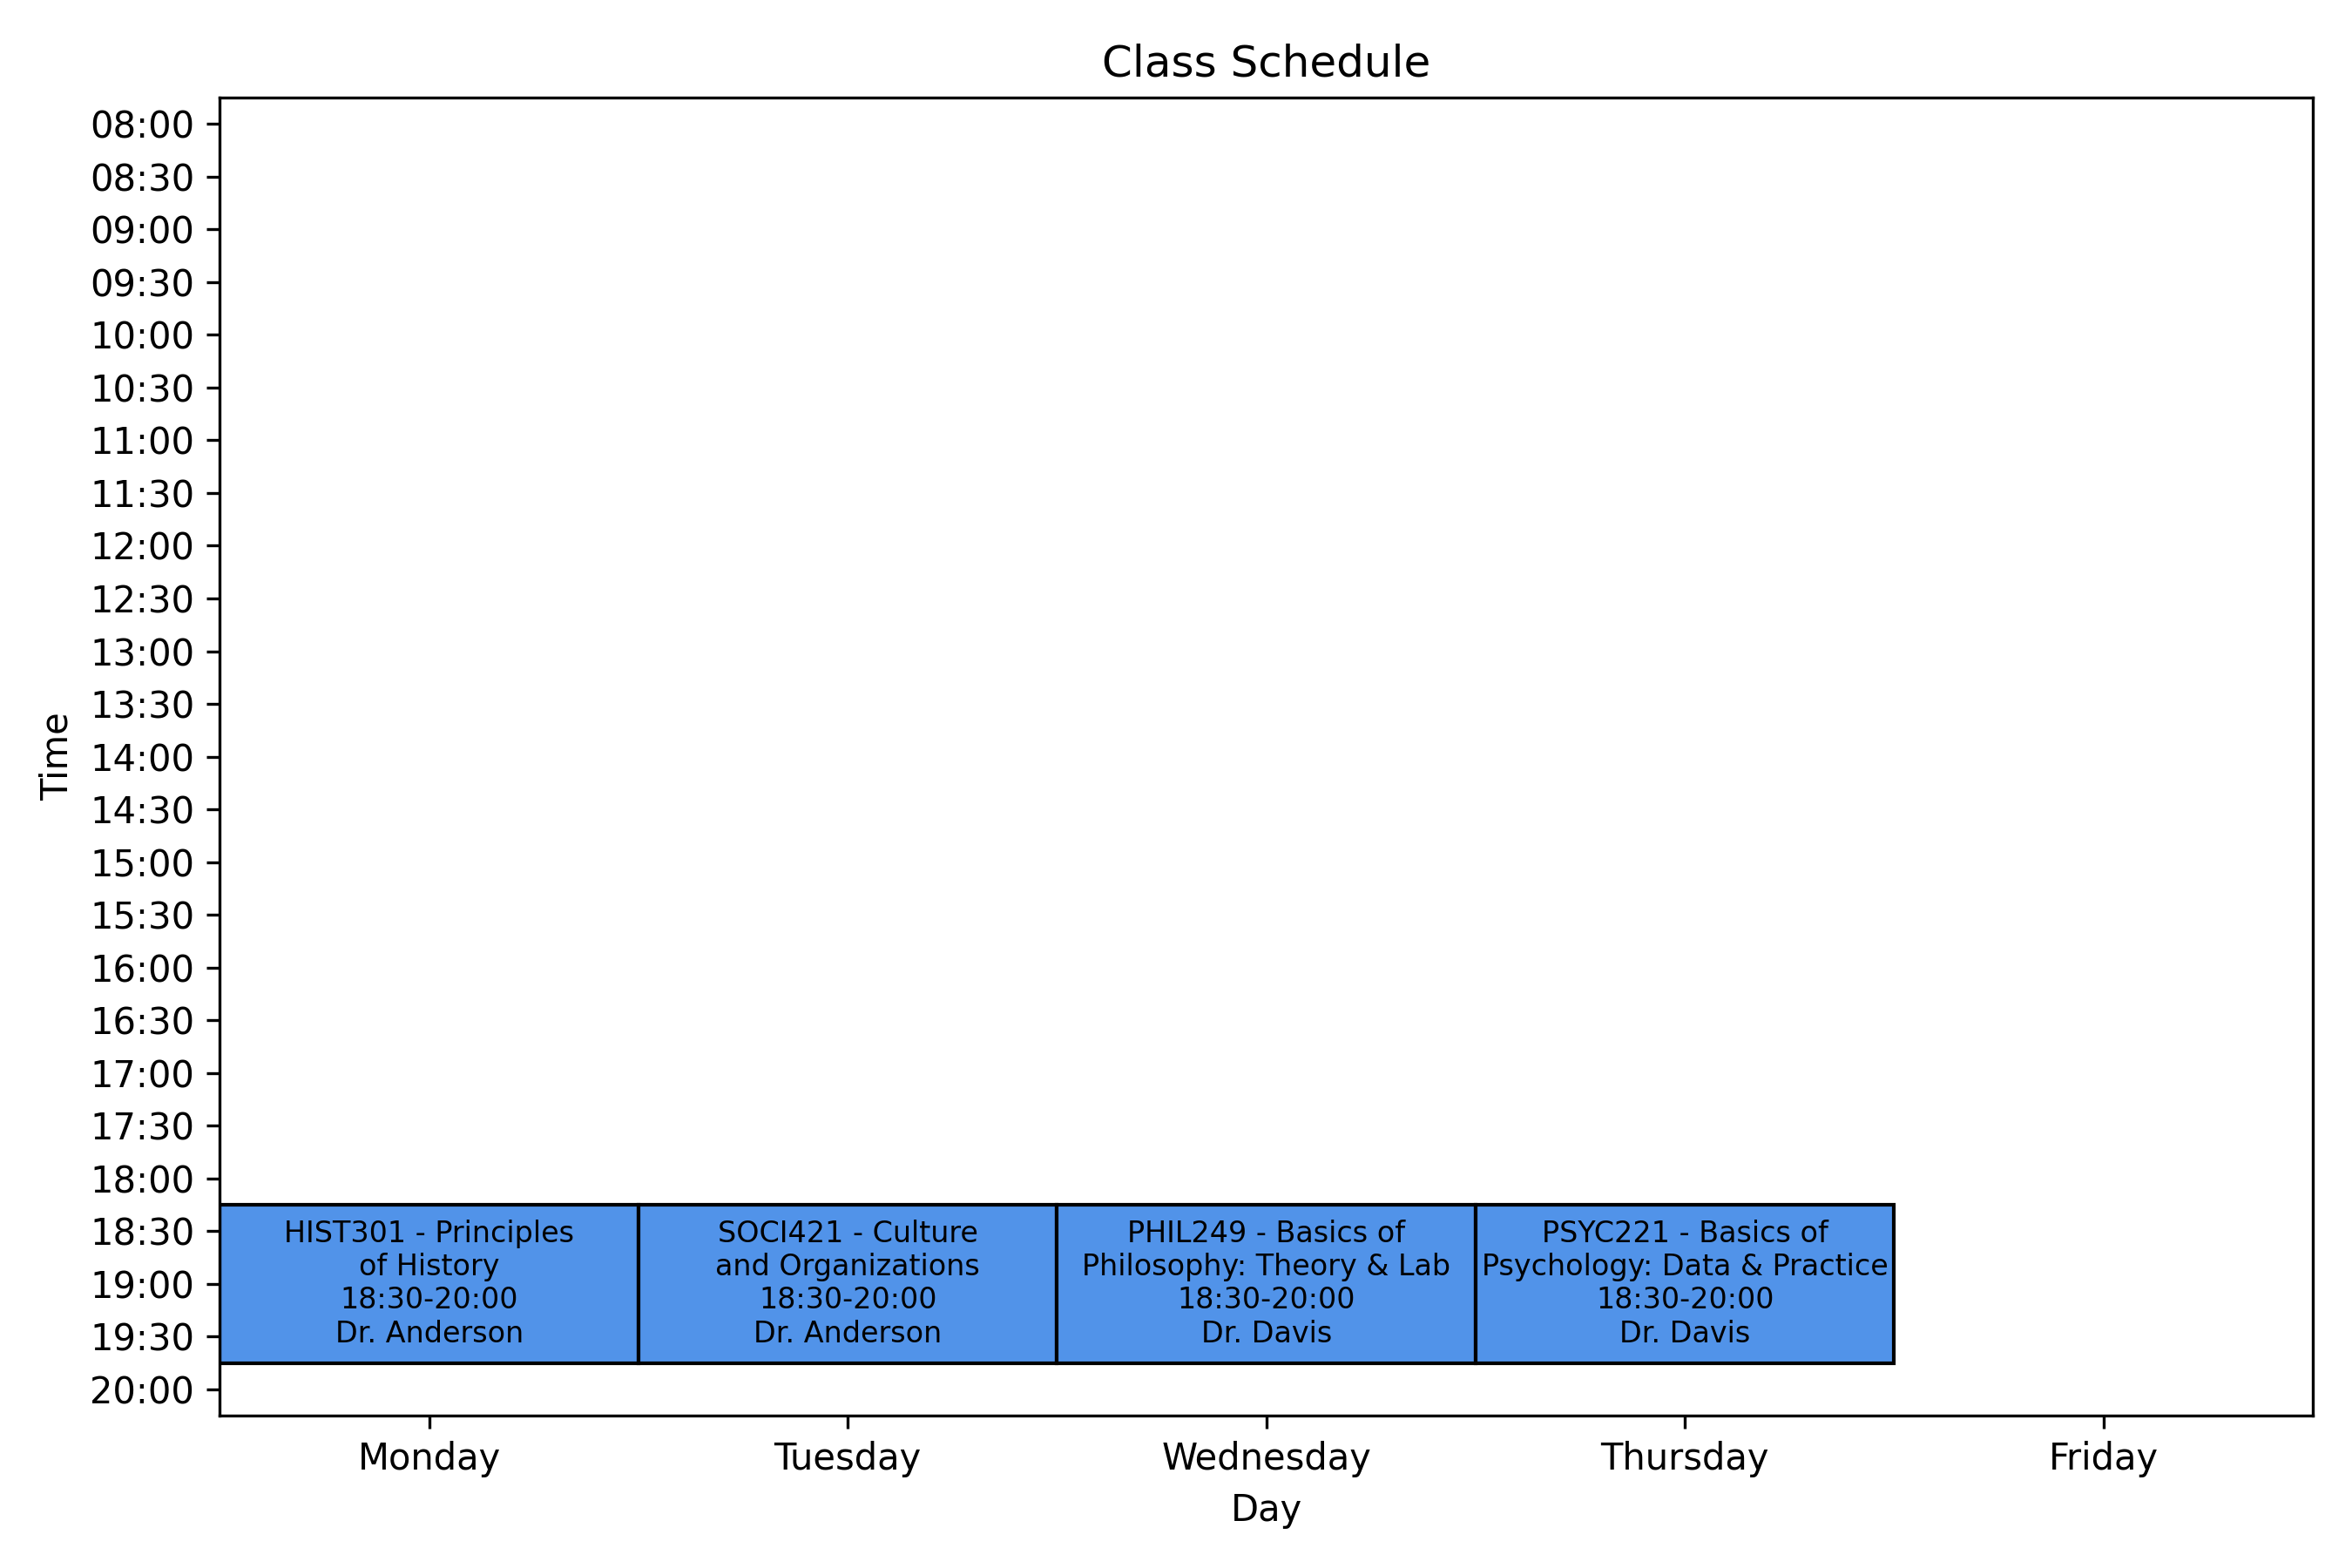 Class Schedule
Time
08:00
08:30
09:00
09:30
10:00
10:30
11:00
11:30
12:00
12:30
13:00
13:30
14:00
14:30
15:00
15:30
16:00
16:30
17:00
17:30
18:00
18:30
19:00
19:30
20:00
HIST301 - Principles
of History
18:30-20:00
Dr. Anderson
SOCI421 - Culture
and Organizations
18:30-20:00
Dr. Anderson
PHIL249 - Basics of
Philosophy: Theory & Lab
18:30-20:00
Dr. Davis
PSYC221 - Basics of
Psychology: Data & Practice
18:30-20:00
Dr. Davis
Monday
Tuesday
Wednesday
Thursday
Friday
Day